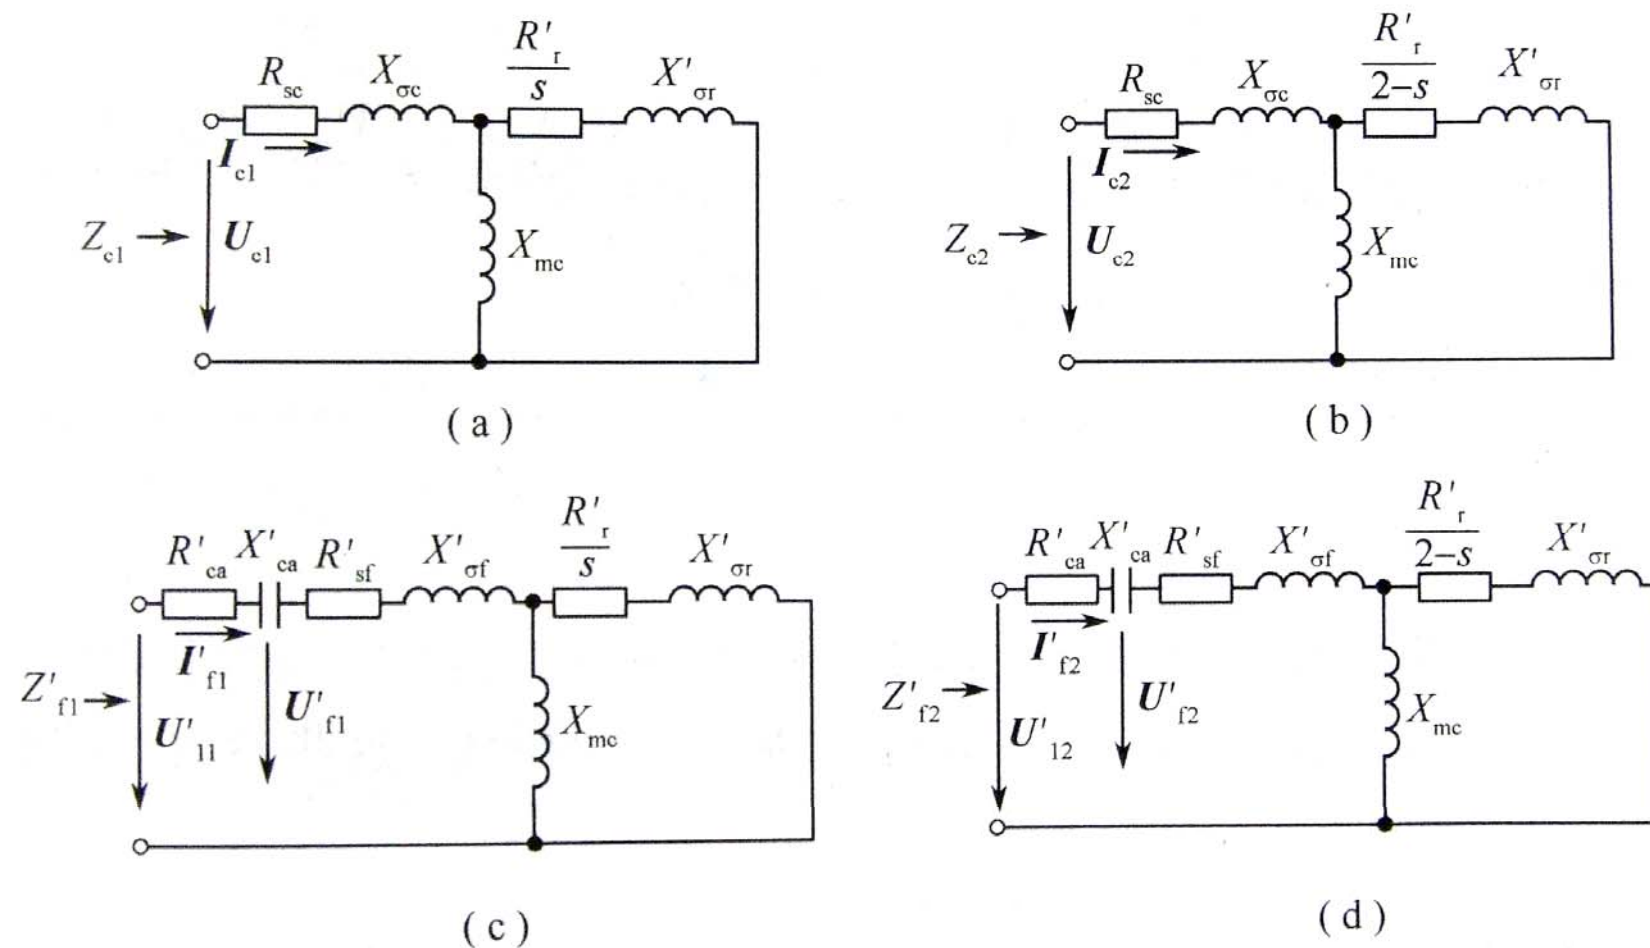 R_sc X_σc R'_r/s X'_σr
I_c1
Z_c1 U_c1 X_mc
(a)
R_sc X_σc R'_r/2-s X'_σr
I_c2
Z_c2 U_c2 X_mc
(b)
R'_ca X'_ca R'_sf X'_σf R'_r/s X'_σr
I'_f1
Z'_f1 U'_11 U'_f1 X_mc
(c)
R'_ca X'_ca R'_sf X'_σf R'_r/2-s X'_σr
I'_f2
Z'_f2 U'_12 U'_f2 X_mc
(d)